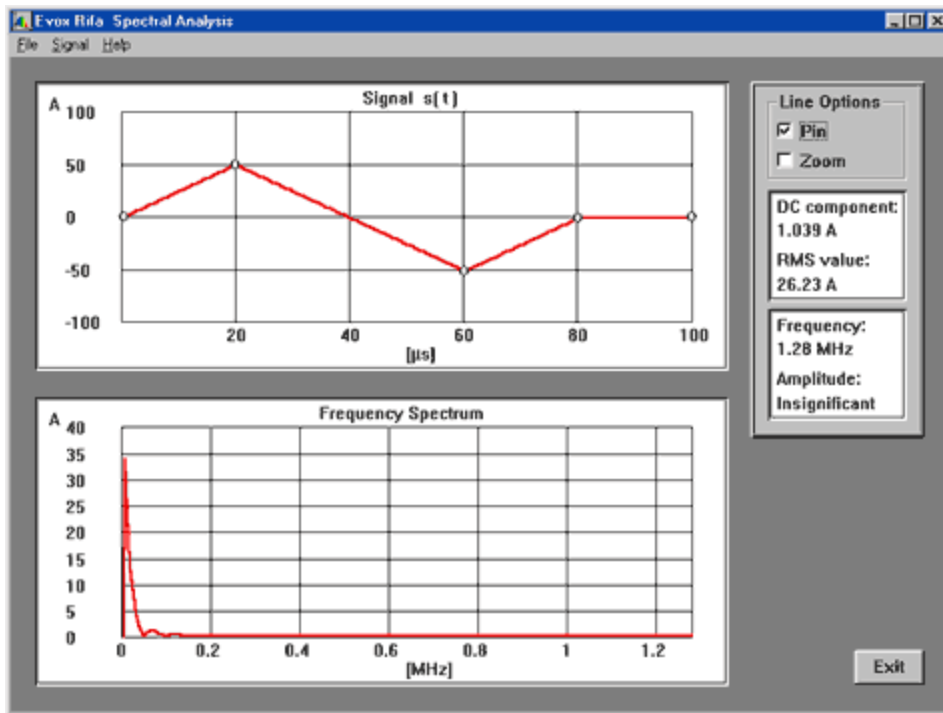 Evox Rifa Spectral Analysis
File Signal Help
Signal s(t)
A
100
50
0
-50
-100
20 40 60 80 100
[µs]
Line Options
Pin
Zoom
DC component:
1.039 A
RMS value:
26.23 A
Frequency:
1.28 MHz
Amplitude:
Insignificant
Frequency Spectrum
A
40
35
30
25
20
15
10
5
0
0 0.2 0.4 0.6 0.8 1 1.2
[MHz]
Exit